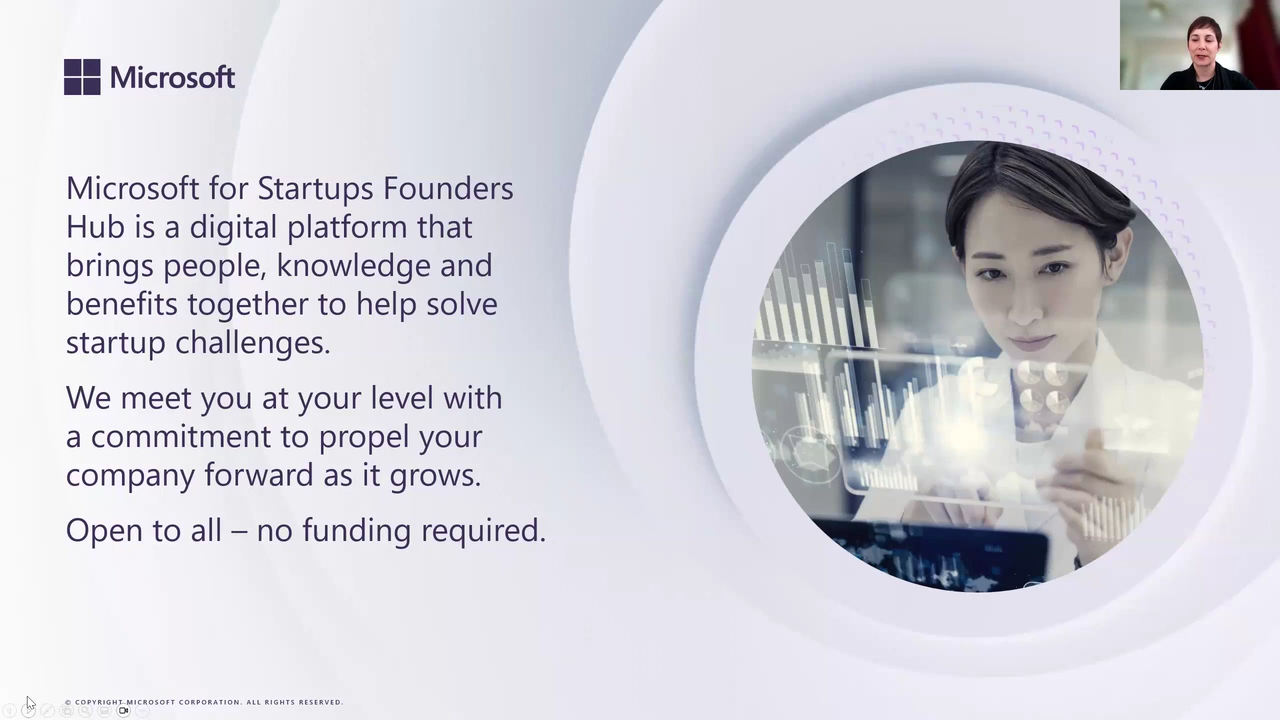 Microsoft
Microsoft for Startups Founders
Hub is a digital platform that
brings people, knowledge and
benefits together to help solve
startup challenges.
We meet you at your level with
a commitment to propel your
company forward as it grows.
Open to all – no funding required.
© COPYRIGHT MICROSOFT CORPORATION. ALL RIGHTS RESERVED.